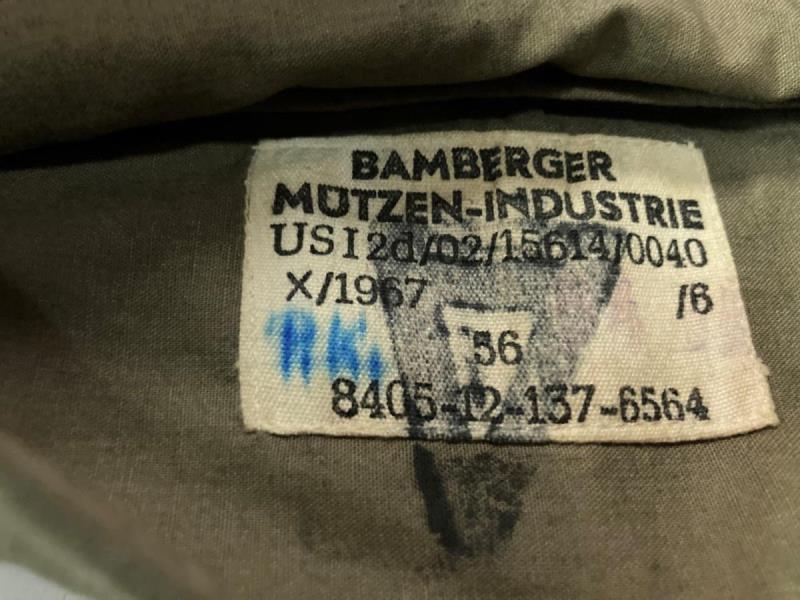 BAMBERGER
MÜTZEN-INDUSTRIE
USI2d/02/15614/0040
X/1967 /6
56
8405-12-137-6564